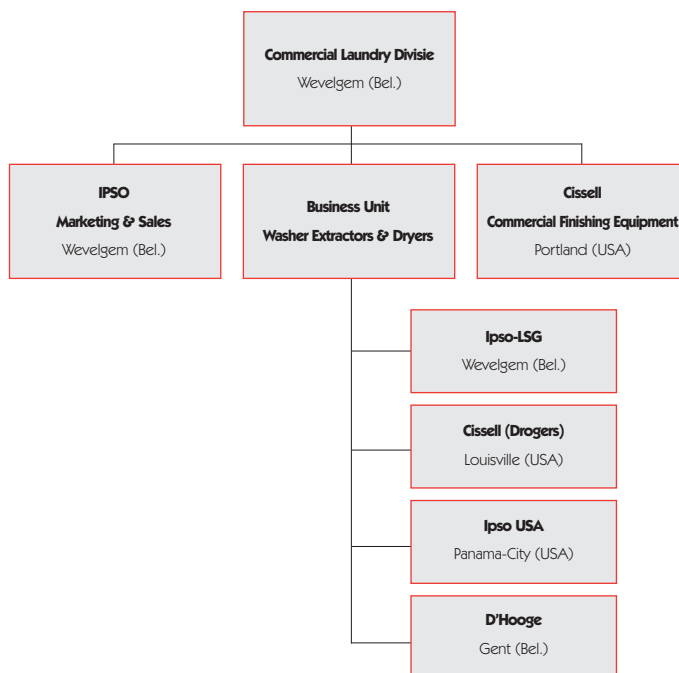 Commercial Laundry Divisie
Wevelgem (Bel.)
IPSO
Marketing & Sales
Wevelgem (Bel.)
Business Unit
Washer Extractors & Dryers
Cissell
Commercial Finishing Equipment
Portland (USA)
Ipso-LSG
Wevelgem (Bel.)
Cissell (Drogers)
Louisville (USA)
Ipso USA
Panama-City (USA)
D'Hooge
Gent (Bel.)